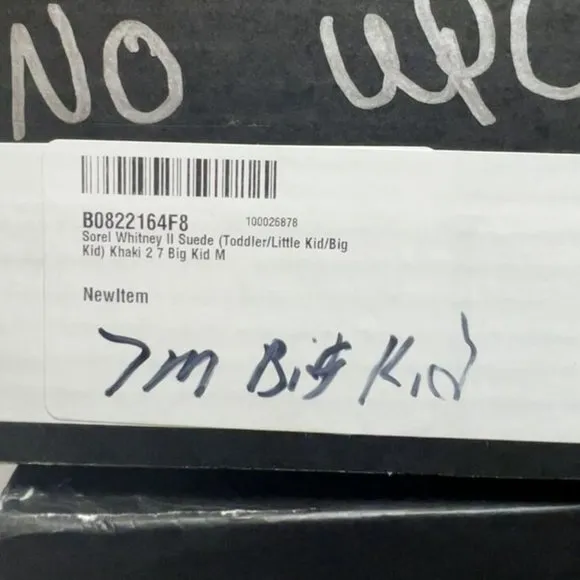 NO UPC
B0822164F8 100026878
Sorel Whitney II Suede (Toddler/Little Kid/Big
Kid) Khaki 2 7 Big Kid M
NewItem
7M Big Kid